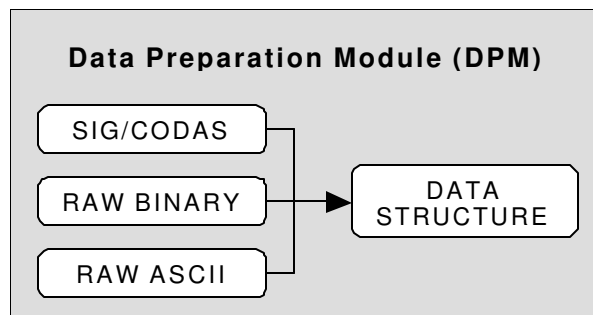 Data Preparation Module (DPM)
SIG/CODAS
RAW BINARY
RAW ASCII
DATA
STRUCTURE